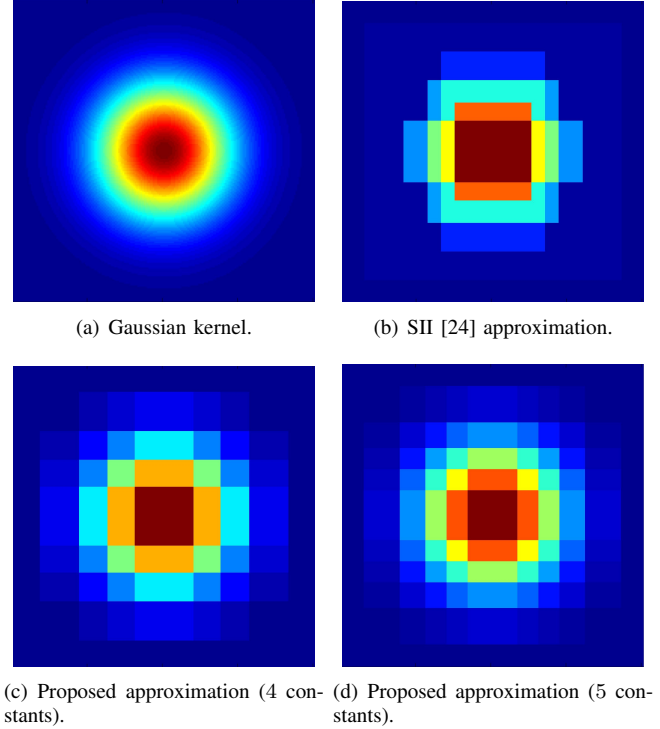 (a) Gaussian kernel.
(b) SII [24] approximation.
(c) Proposed approximation (4 con-
stants).
(d) Proposed approximation (5 con-
stants).